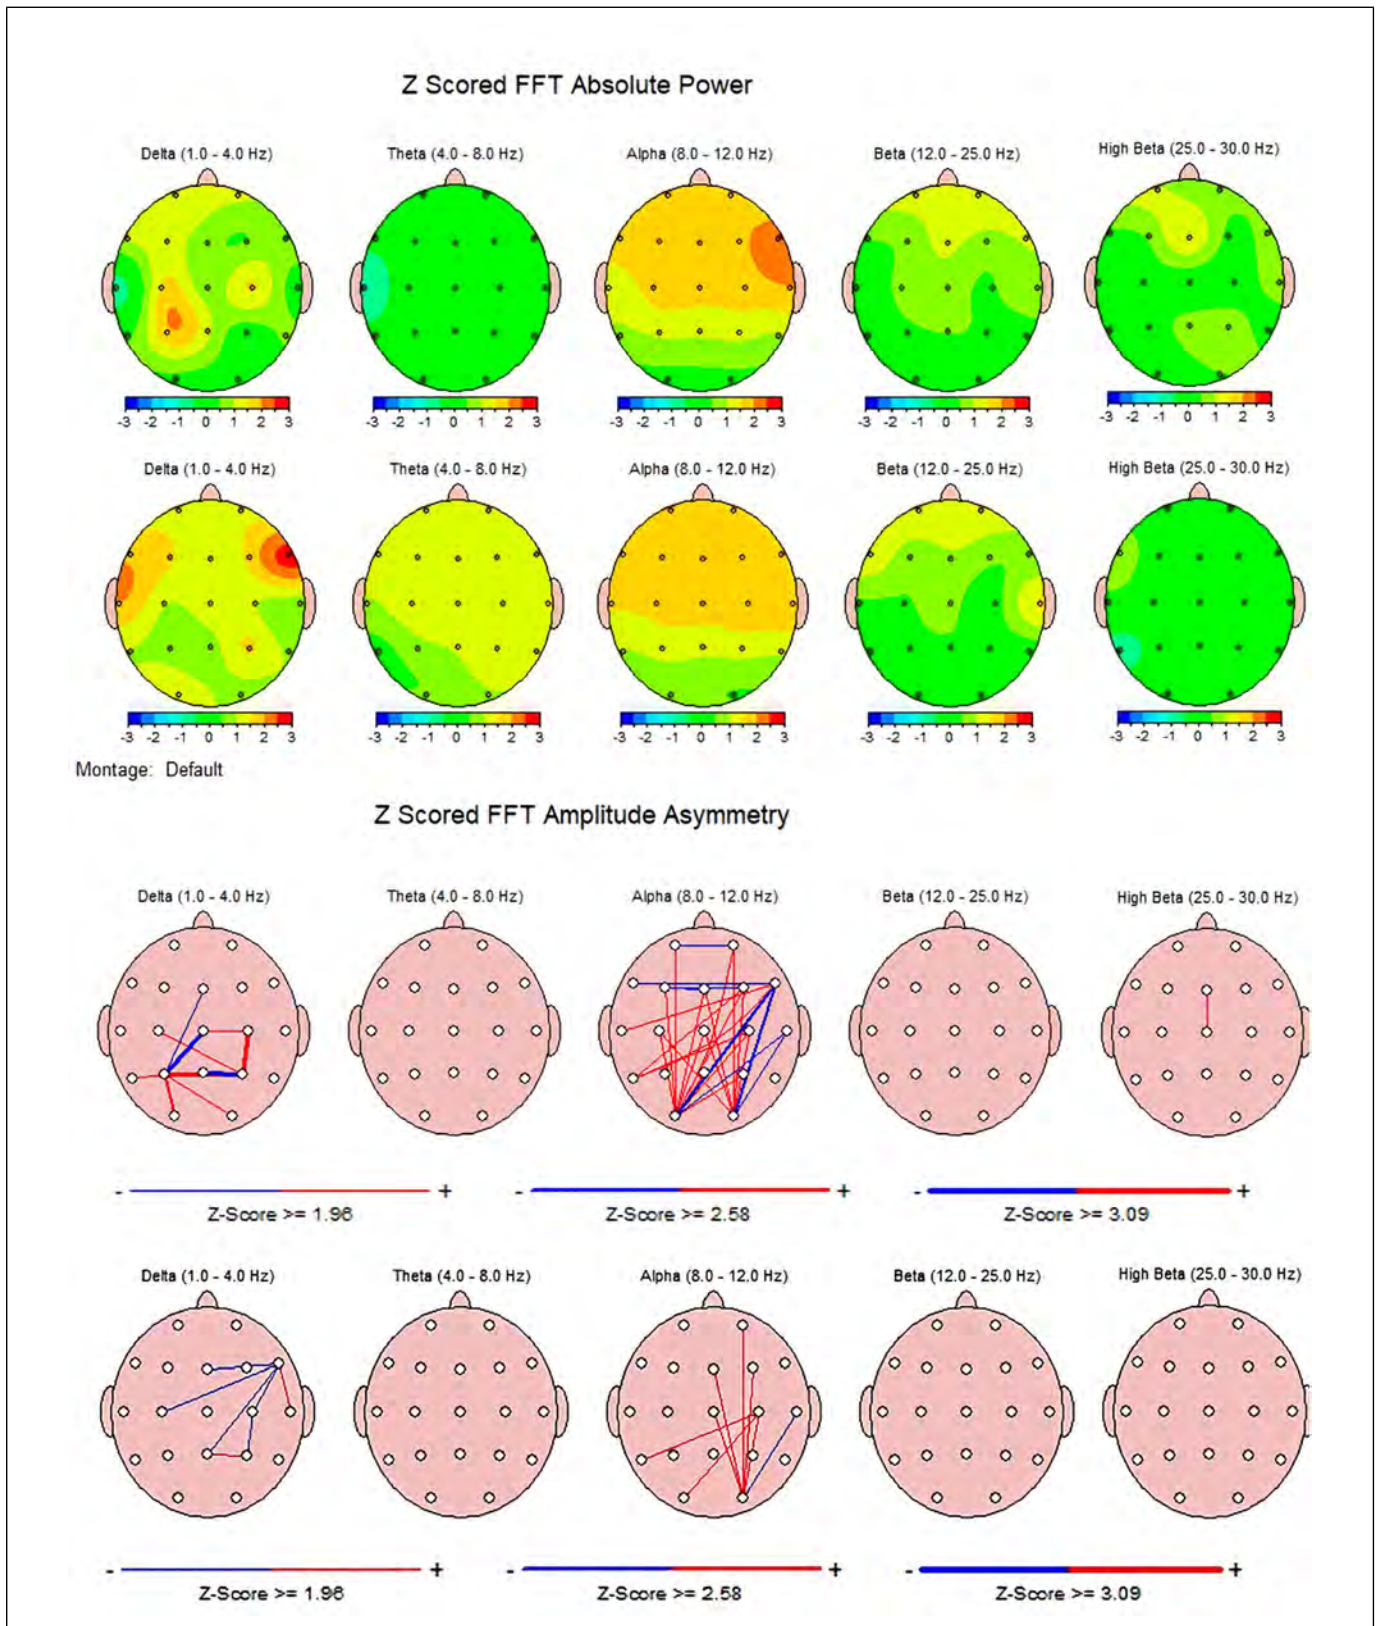 Z Scored FFT Absolute Power
Delta (1.0 - 4.0 Hz) Theta (4.0 - 8.0 Hz) Alpha (8.0 - 12.0 Hz) Beta (12.0 - 25.0 Hz) High Beta (25.0 - 30.0 Hz)
-3 -2 -1 0 1 2 3 -3 -2 -1 0 1 2 3 -3 -2 -1 0 1 2 3 -3 -2 -1 0 1 2 3 -3 -2 -1 0 1 2 3
Delta (1.0 - 4.0 Hz) Theta (4.0 - 8.0 Hz) Alpha (8.0 - 12.0 Hz) Beta (12.0 - 25.0 Hz) High Beta (25.0 - 30.0 Hz)
-3 -2 -1 0 1 2 3 -3 -2 -1 0 1 2 3 -3 -2 -1 0 1 2 3 -3 -2 -1 0 1 2 3 -3 -2 -1 0 1 2 3
Montage: Default
Z Scored FFT Amplitude Asymmetry
Delta (1.0 - 4.0 Hz) Theta (4.0 - 8.0 Hz) Alpha (8.0 - 12.0 Hz) Beta (12.0 - 25.0 Hz) High Beta (25.0 - 30.0 Hz)
- + - + - +
Z-Score >= 1.96 Z-Score >= 2.58 Z-Score >= 3.09
Delta (1.0 - 4.0 Hz) Theta (4.0 - 8.0 Hz) Alpha (8.0 - 12.0 Hz) Beta (12.0 - 25.0 Hz) High Beta (25.0 - 30.0 Hz)
- + - + - +
Z-Score >= 1.96 Z-Score >= 2.58 Z-Score >= 3.09